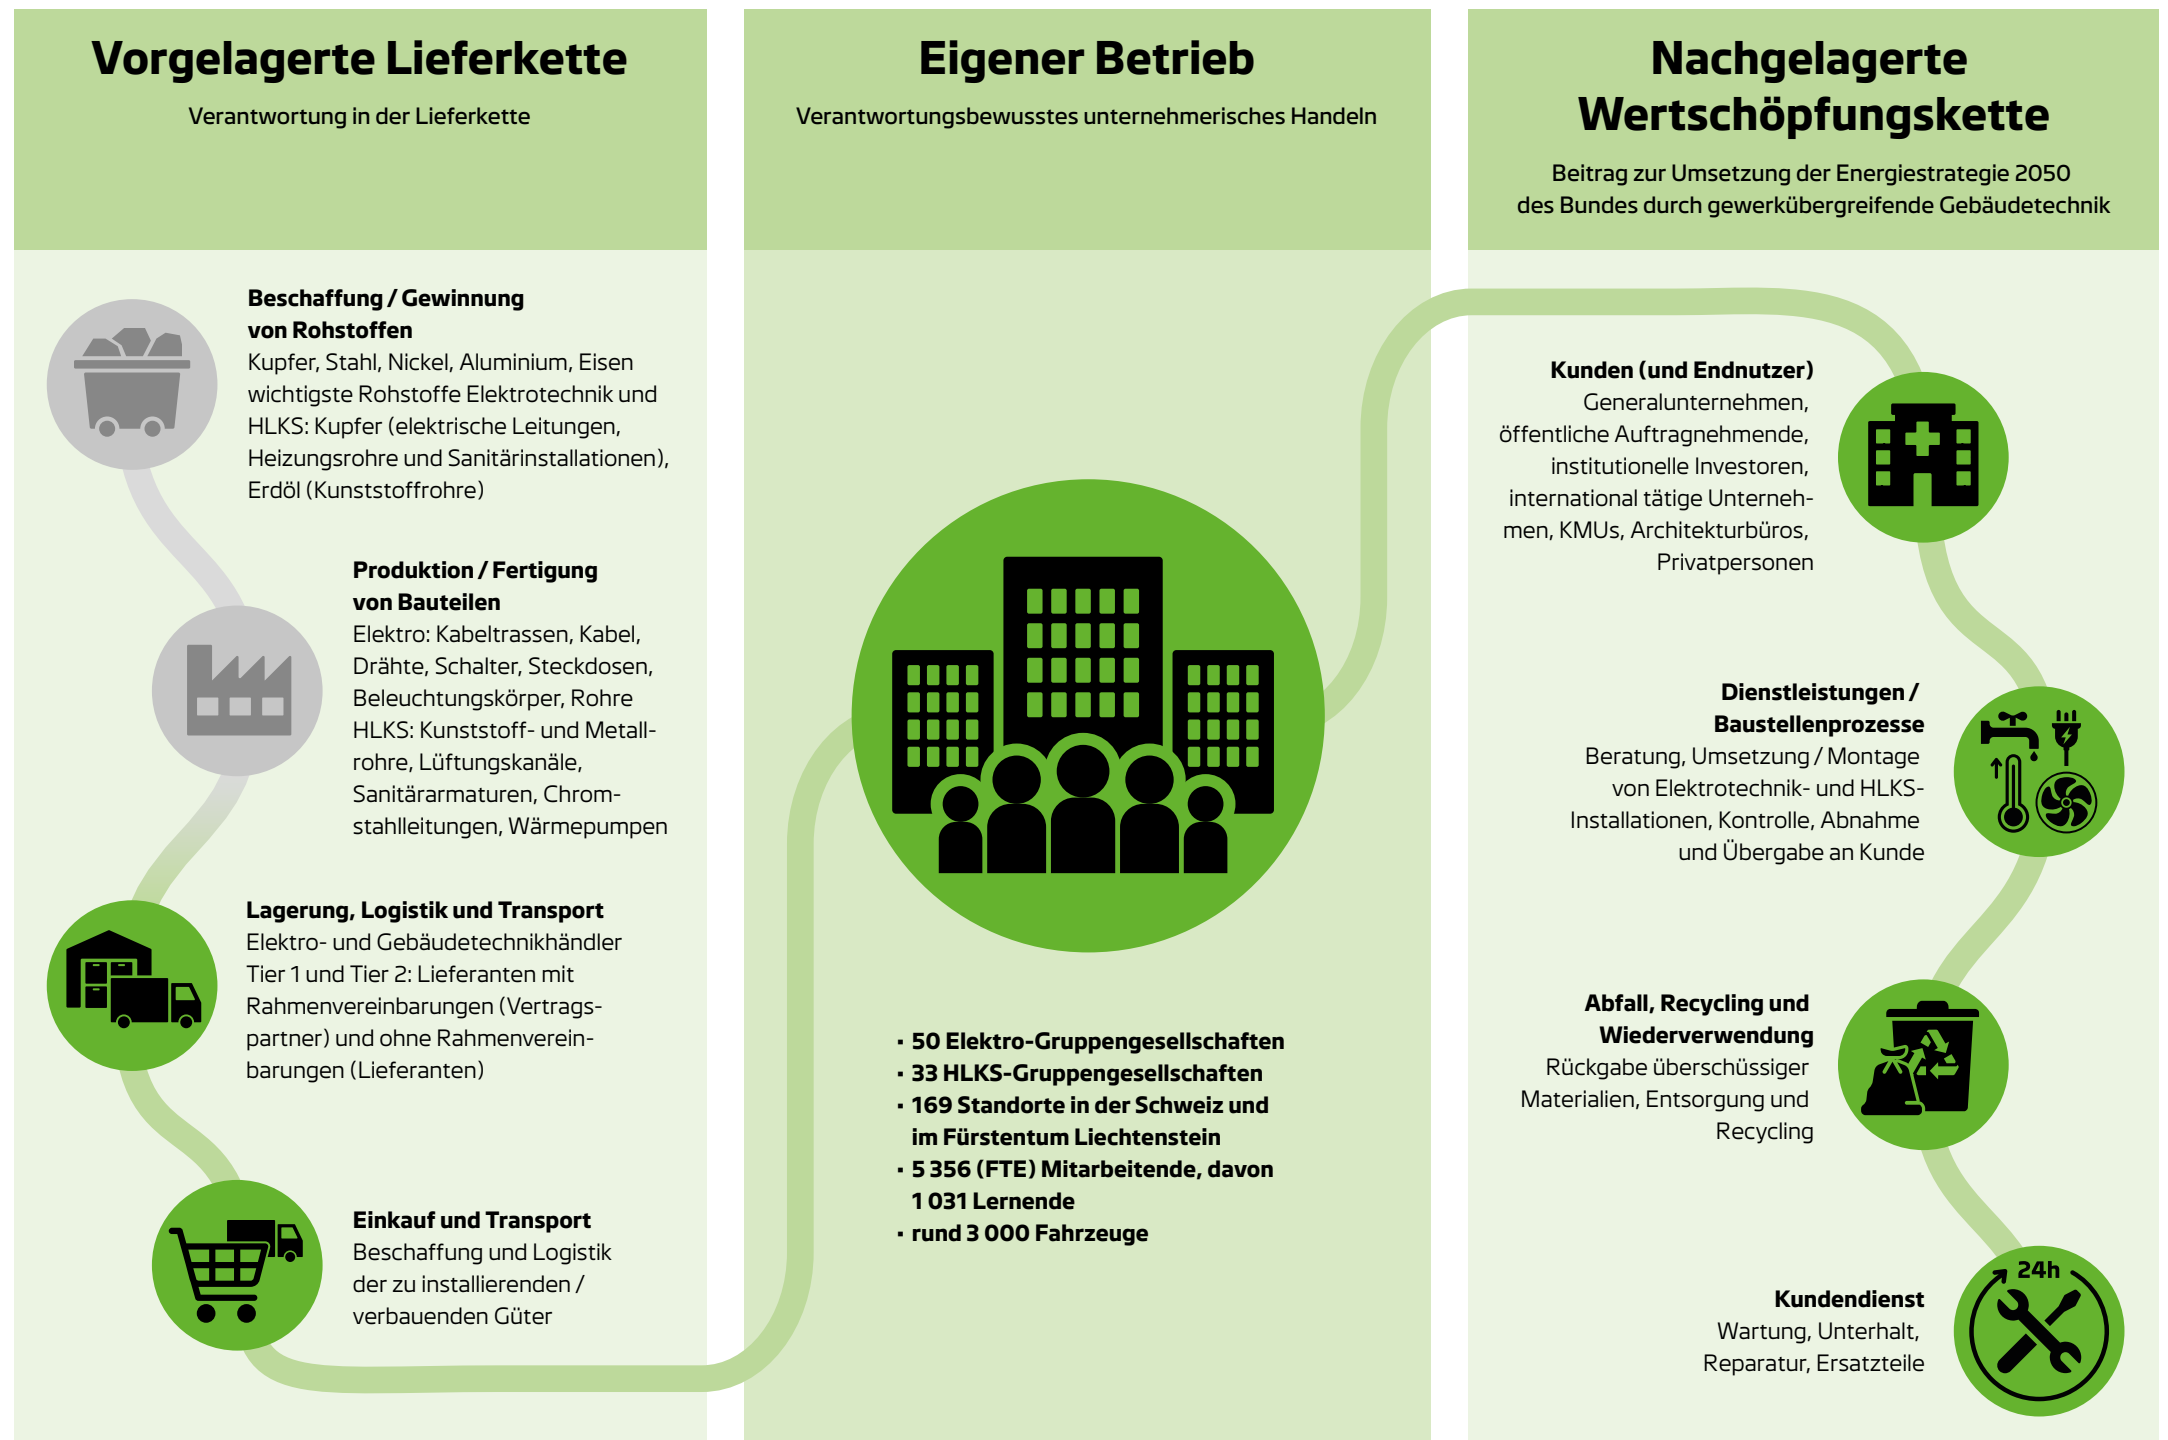 Vorgelagerte Lieferkette
Verantwortung in der Lieferkette
Beschaffung / Gewinnung
von Rohstoffen
Kupfer, Stahl, Nickel, Aluminium, Eisen
wichtigste Rohstoffe Elektrotechnik und
HLKS: Kupfer (elektrische Leitungen,
Heizungsrohre und Sanitärinstallationen),
Erdöl (Kunststoffrohre)
Produktion / Fertigung
von Bauteilen
Elektro: Kabeltrassen, Kabel,
Drähte, Schalter, Steckdosen,
Beleuchtungskörper, Rohre
HLKS: Kunststoff- und Metall-
rohre, Lüftungskanäle,
Sanitärarmaturen, Chrom-
stahlleitungen, Wärmepumpen
Lagerung, Logistik und Transport
Elektro- und Gebäudetechnikhändler
Tier 1 und Tier 2: Lieferanten mit
Rahmenvereinbarungen (Vertrags-
partner) und ohne Rahmenverein-
barungen (Lieferanten)
Einkauf und Transport
Beschaffung und Logistik
der zu installierenden /
verbauenden Güter
Eigener Betrieb
Verantwortungsbewusstes unternehmerisches Handeln
· 50 Elektro-Gruppengesellschaften
· 33 HLKS-Gruppengesellschaften
· 169 Standorte in der Schweiz und
im Fürstentum Liechtenstein
· 5 356 (FTE) Mitarbeitende, davon
1 031 Lernende
· rund 3 000 Fahrzeuge
Nachgelagerte
Wertschöpfungskette
Beitrag zur Umsetzung der Energiestrategie 2050
des Bundes durch gewerkübergreifende Gebäudetechnik
Kunden (und Endnutzer)
Generalunternehmen,
öffentliche Auftragnehmende,
institutionelle Investoren,
international tätige Unterneh-
men, KMUs, Architekturbüros,
Privatpersonen
Dienstleistungen /
Baustellenprozesse
Beratung, Umsetzung / Montage
von Elektrotechnik- und HLKS-
Installationen, Kontrolle, Abnahme
und Übergabe an Kunde
Abfall, Recycling und
Wiederverwendung
Rückgabe überschüssiger
Materialien, Entsorgung und
Recycling
Kundendienst
Wartung, Unterhalt,
Reparatur, Ersatzteile
24h